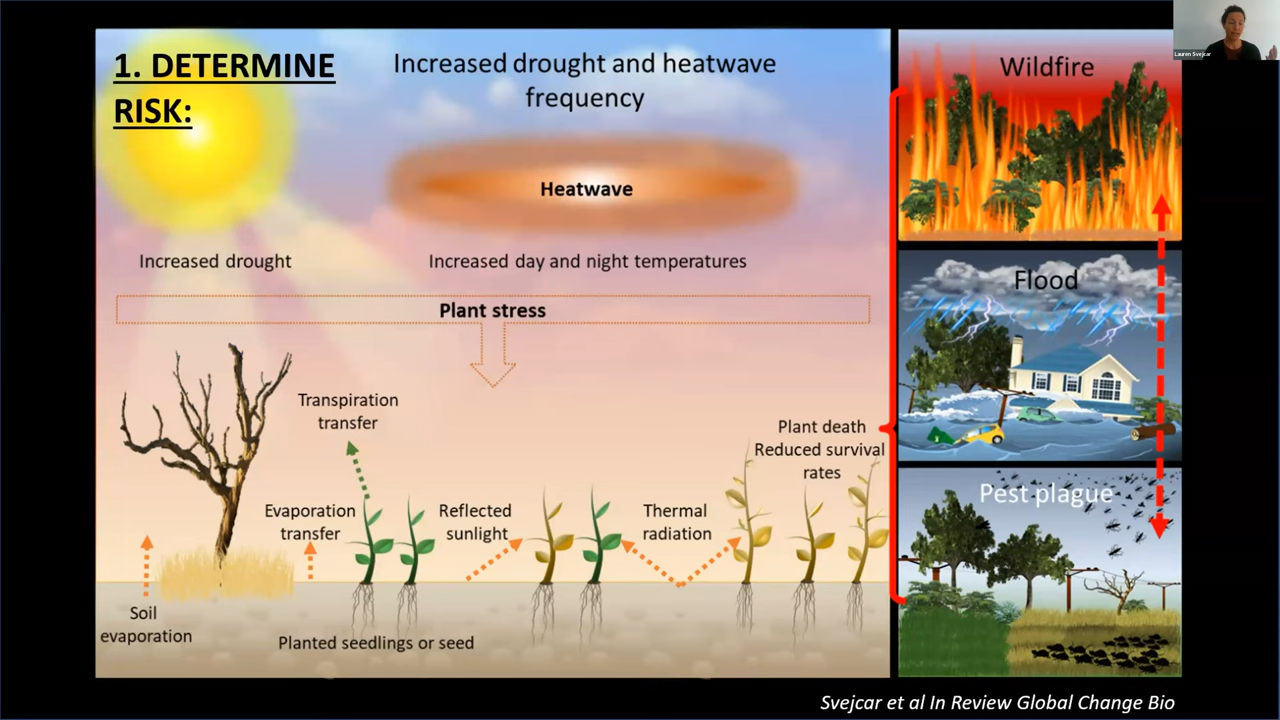 1. DETERMINE
RISK:
Increased drought and heatwave
frequency
Heatwave
Increased drought
Increased day and night temperatures
Plant stress
Transpiration
transfer
Plant death
Reduced survival
rates
Evaporation
transfer
Reflected
sunlight
Thermal
radiation
Soil
evaporation
Planted seedlings or seed
Wildfire
Flood
Pest plague
Lauren Svejcar
Svejcar et al In Review Global Change Bio